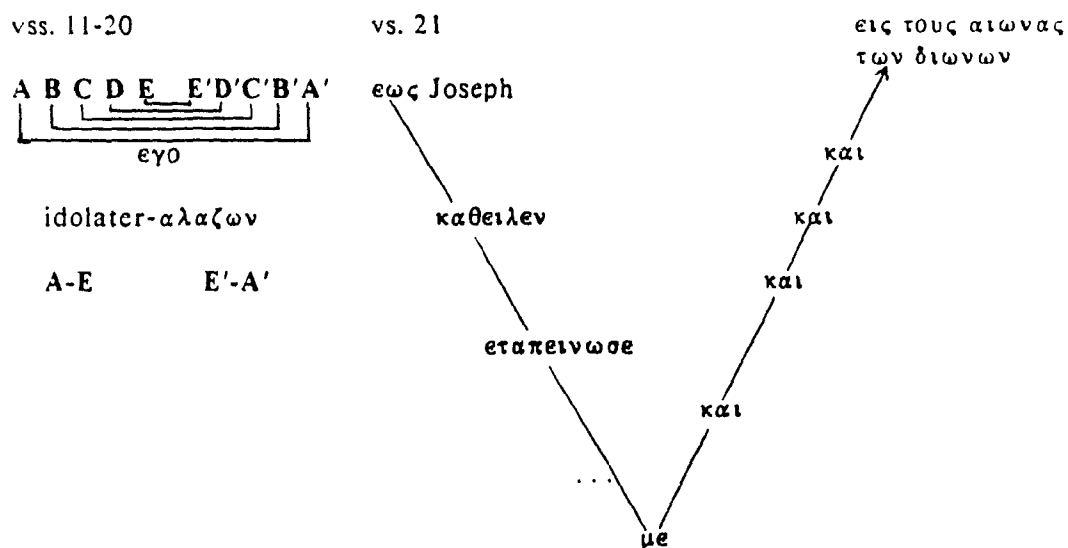 vss. 11-20
A B C D E E' D' C' B' A'
εγο
idolater-αλαζων
A-E E'-A'
vs. 21
εως Joseph
καθειλεν
εταπεινωσε
...
με
και
και
και
και
εις τους αιωνας
των διωνων